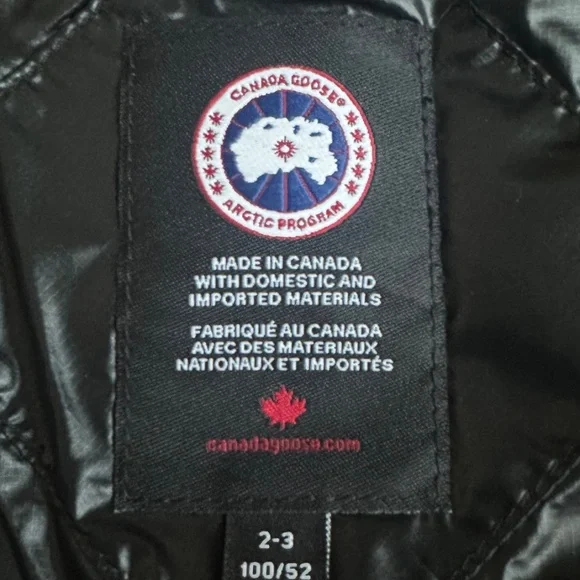 CANADA GOOSE®
ARCTIC PROGRAM
MADE IN CANADA
WITH DOMESTIC AND
IMPORTED MATERIALS
FABRIQUÉ AU CANADA
AVEC DES MATERIAUX
NATIONAUX ET IMPORTÉS
canadagoose.com
2-3
100/52